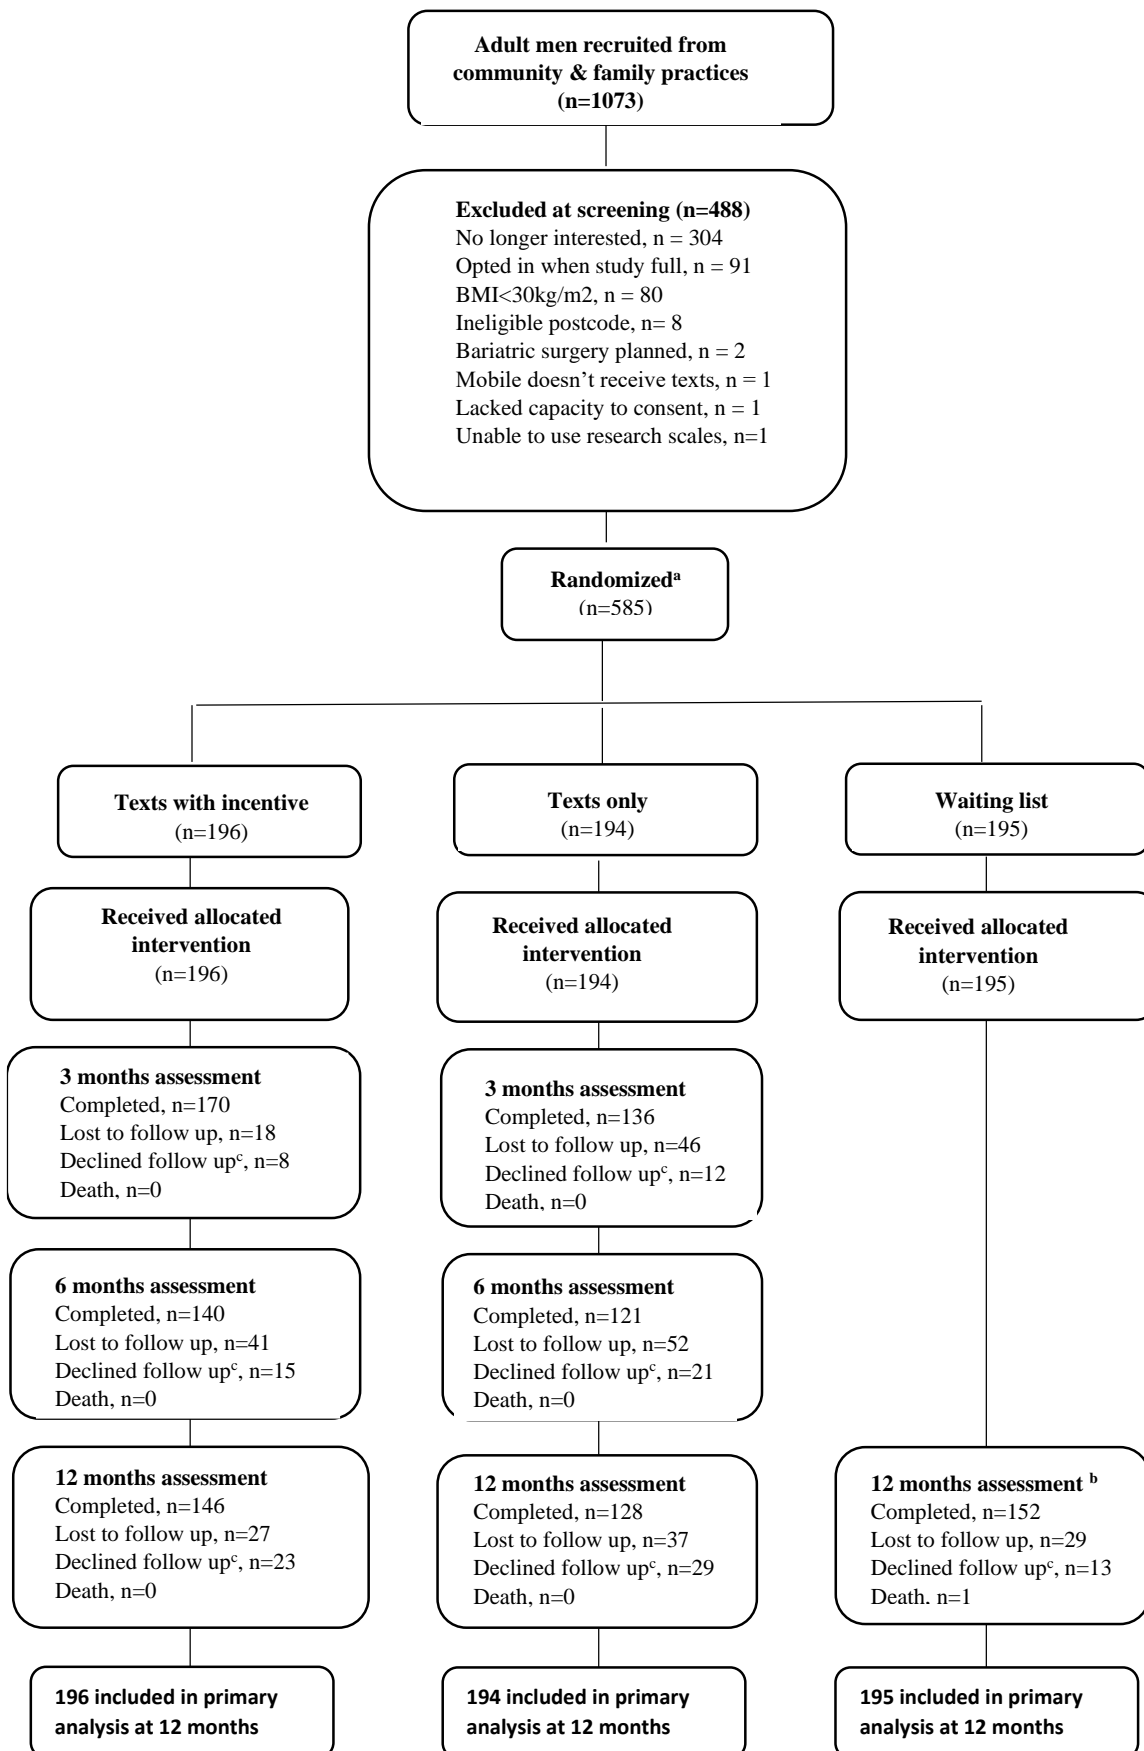 Adult men recruited from
community & family practices
(n=1073)
Excluded at screening (n=488)
No longer interested, n = 304
Opted in when study full, n = 91
BMI<30kg/m2, n = 80
Ineligible postcode, n= 8
Bariatric surgery planned, n = 2
Mobile doesn’t receive texts, n = 1
Lacked capacity to consent, n = 1
Unable to use research scales, n=1
Randomizedᵃ
(n=585)
Texts with incentive
(n=196)
Texts only
(n=194)
Waiting list
(n=195)
Received allocated
intervention
(n=196)
Received allocated
intervention
(n=194)
Received allocated
intervention
(n=195)
3 months assessment
Completed, n=170
Lost to follow up, n=18
Declined follow upᶜ, n=8
Death, n=0
3 months assessment
Completed, n=136
Lost to follow up, n=46
Declined follow upᶜ, n=12
Death, n=0
6 months assessment
Completed, n=140
Lost to follow up, n=41
Declined follow upᶜ, n=15
Death, n=0
6 months assessment
Completed, n=121
Lost to follow up, n=52
Declined follow upᶜ, n=21
Death, n=0
12 months assessment
Completed, n=146
Lost to follow up, n=27
Declined follow upᶜ, n=23
Death, n=0
12 months assessment
Completed, n=128
Lost to follow up, n=37
Declined follow upᶜ, n=29
Death, n=0
12 months assessment ᵇ
Completed, n=152
Lost to follow up, n=29
Declined follow upᶜ, n=13
Death, n=1
196 included in primary
analysis at 12 months
194 included in primary
analysis at 12 months
195 included in primary
analysis at 12 months